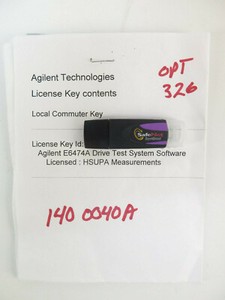 Agilent Technologies
OPT
License Key contents
326
Local Commuter Key
License Key Id:
Agilent E6474A Drive Test System Software
Licensed : HSUPA Measurements
140 0040A